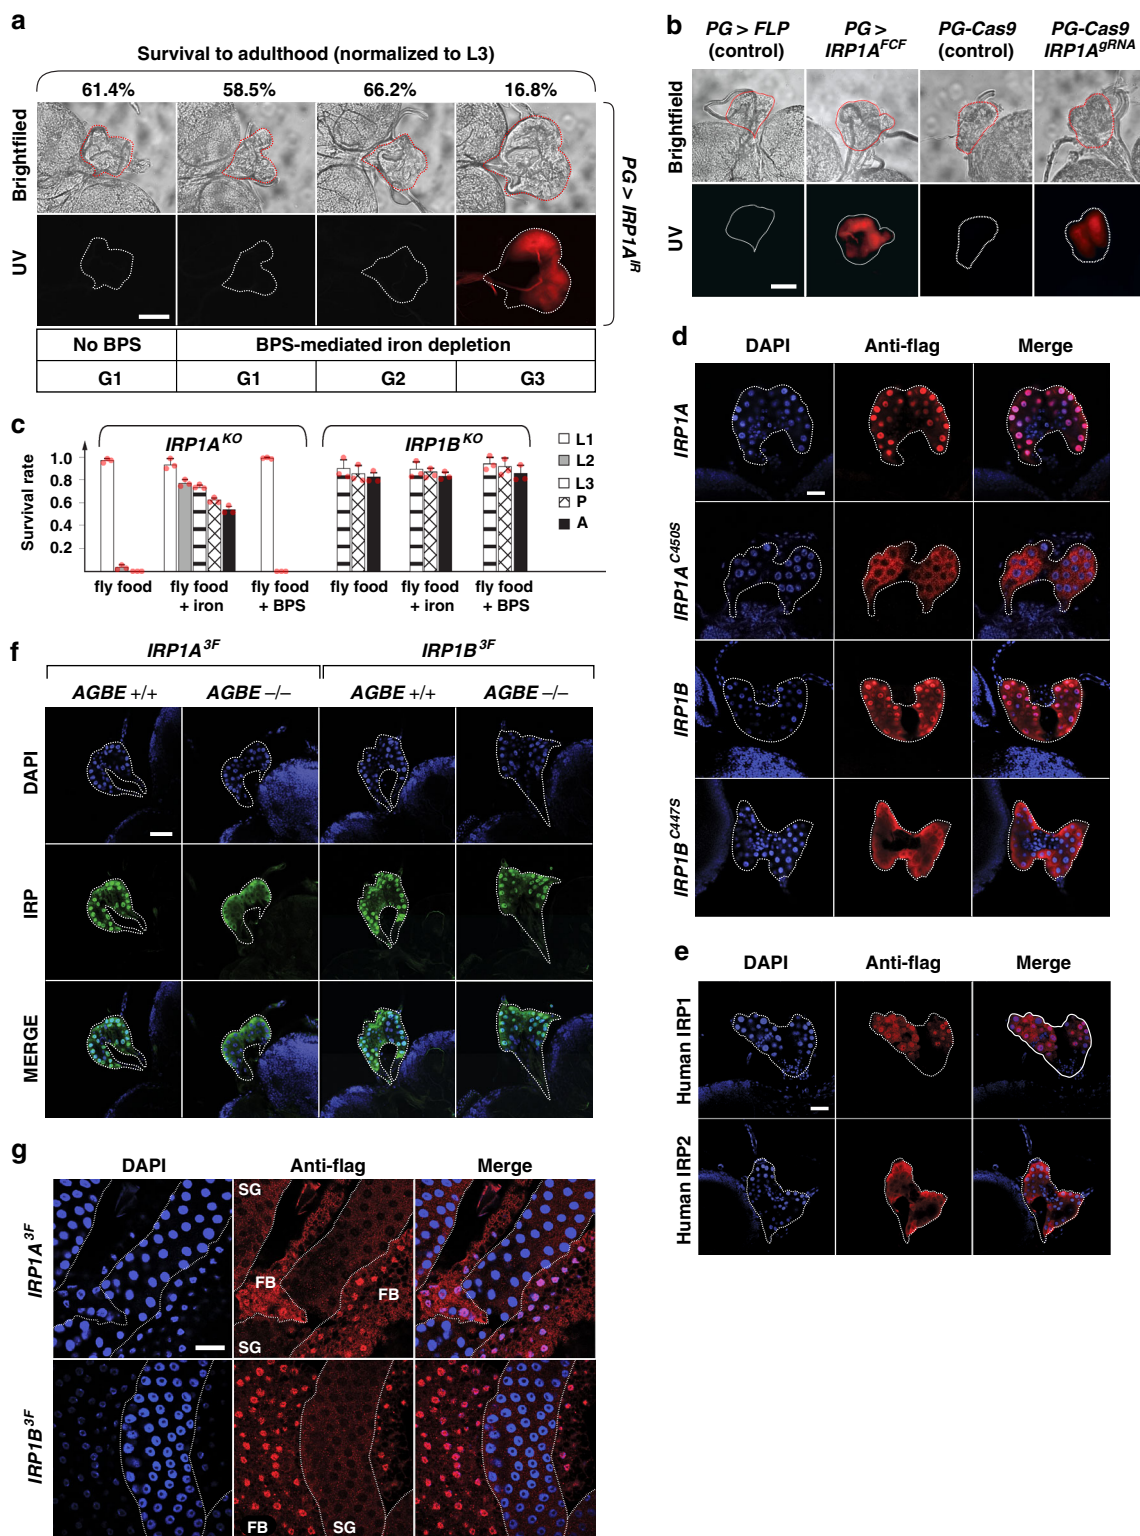 a
Survival to adulthood (normalized to L3)
61.4% 58.5% 66.2% 16.8%
Brightfiled
UV
PG > IRP1A^IR
No BPS BPS-mediated iron depletion
G1 G1 G2 G3
b
PG > FLP (control) PG > IRP1A^FCF PG-Cas9 (control) PG-Cas9 IRP1A^gRNA
Brightfield
UV
c
IRP1A^KO IRP1B^KO
Survival rate
1.0
0.8
0.6
0.4
0.2
L1
L2
L3
P
A
fly food fly food + iron fly food + BPS fly food fly food + iron fly food + BPS
d
DAPI Anti-flag Merge
IRP1A
IRP1A^C450S
IRP1B
IRP1B^C447S
e
DAPI Anti-flag Merge
Human IRP1
Human IRP2
f
IRP1A^3F IRP1B^3F
AGBE +/+ AGBE –/– AGBE +/+ AGBE –/–
DAPI
IRP
MERGE
g
DAPI Anti-flag Merge
IRP1A^3F
SG
FB
FB
SG
IRP1B^3F
FB SG